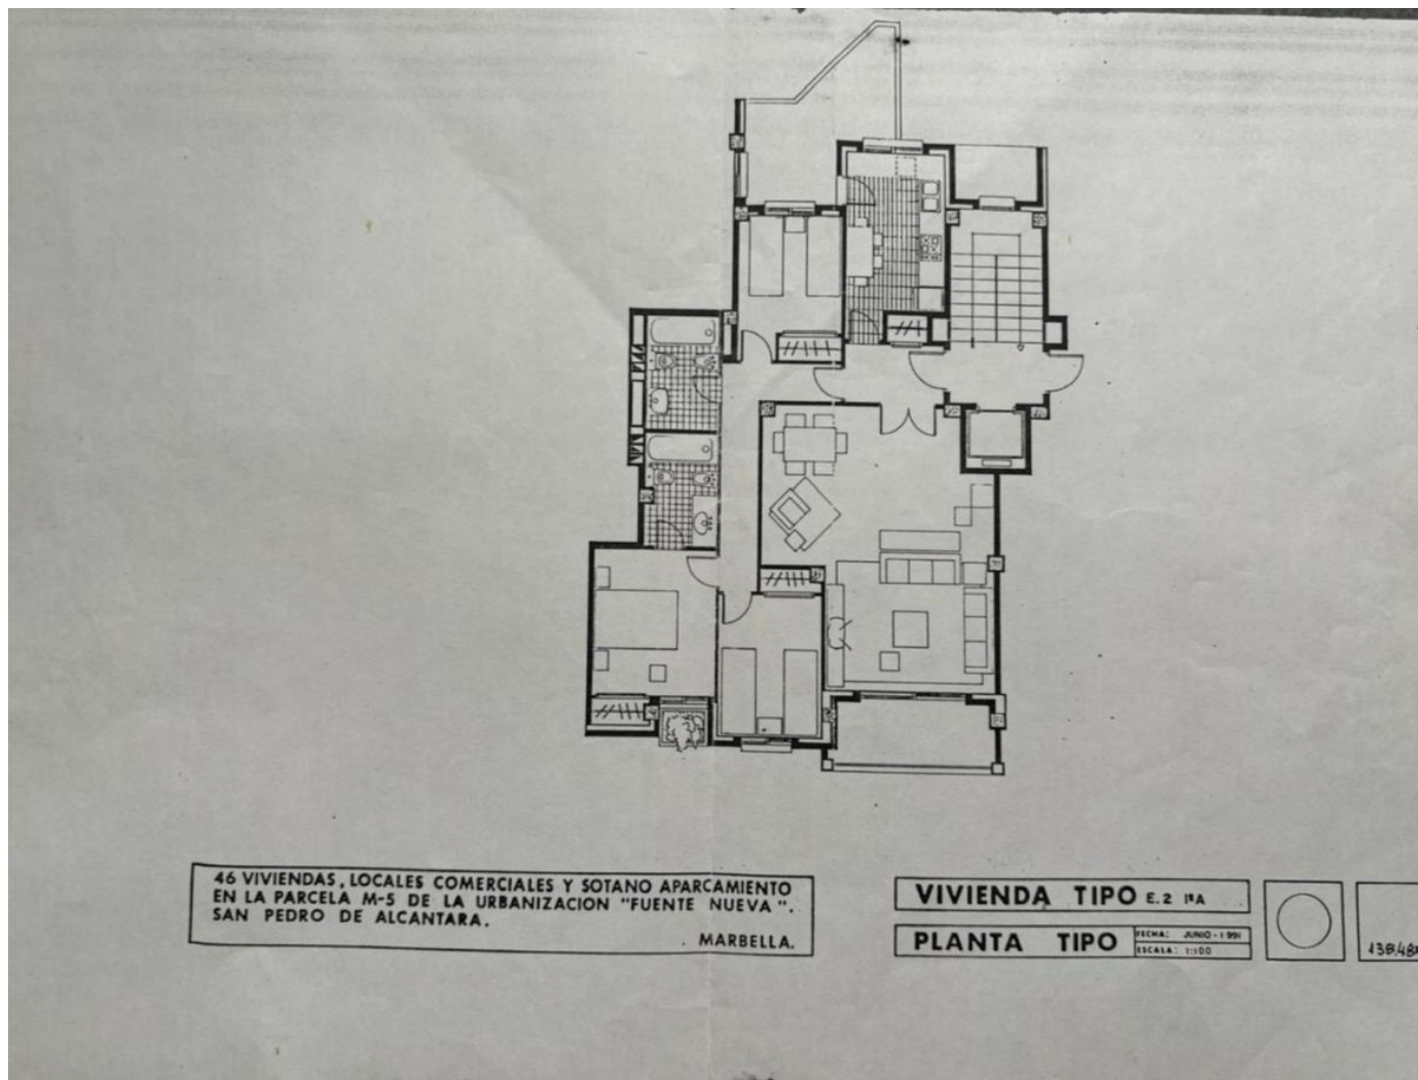 46 VIVIENDAS, LOCALES COMERCIALES Y SOTANO APARCAMIENTO
EN LA PARCELA M-5 DE LA URBANIZACION "FUENTE NUEVA".
SAN PEDRO DE ALCANTARA.
MARBELLA.
VIVIENDA TIPO E.2 1ºA
PLANTA TIPO
FECHA: JUNIO-1991
ESCALA: 1:100